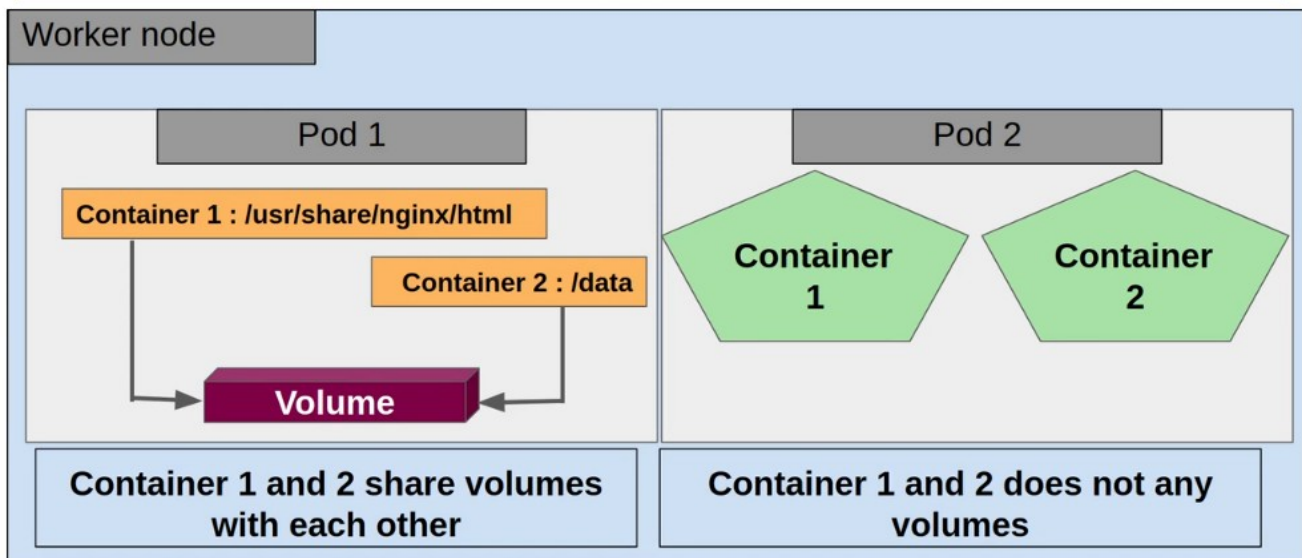 Worker node
Pod 1
Container 1 : /usr/share/nginx/html
Container 2 : /data
Volume
Container 1 and 2 share volumes
with each other
Pod 2
Container
1
Container
2
Container 1 and 2 does not any
volumes